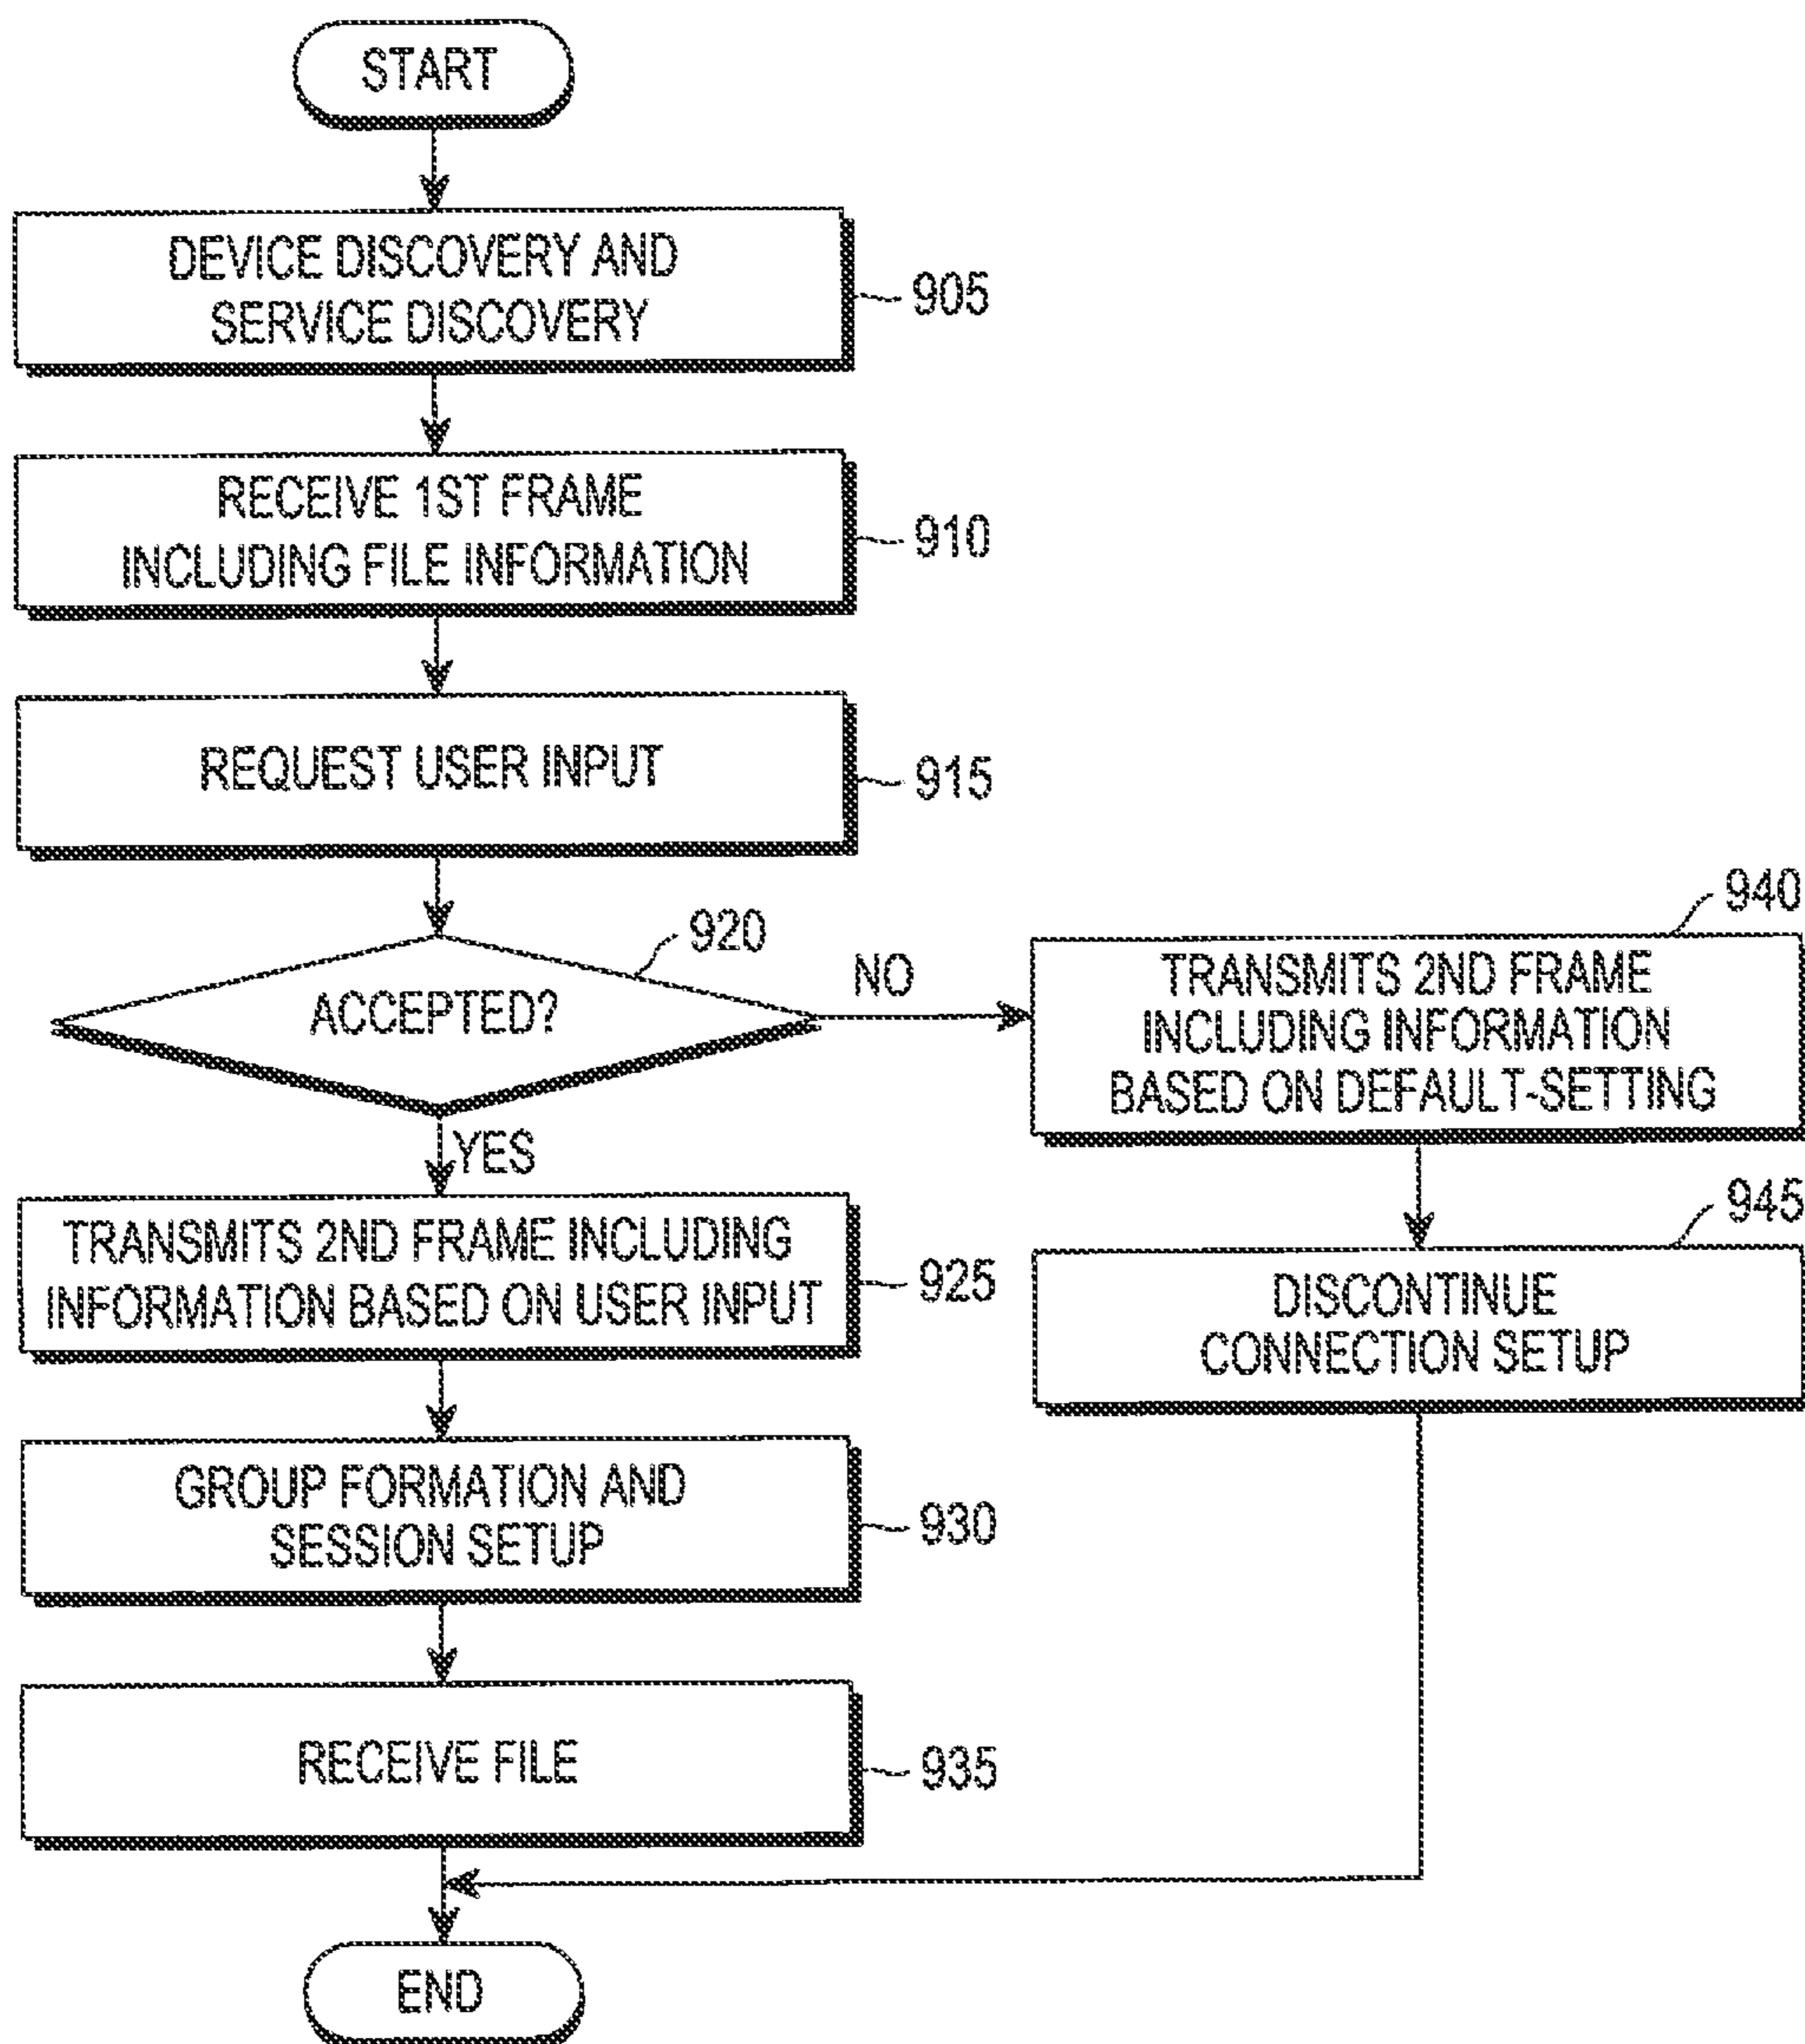 START
DEVICE DISCOVERY AND
SERVICE DISCOVERY
905
RECEIVE 1ST FRAME
INCLUDING FILE INFORMATION
910
REQUEST USER INPUT
915
ACCEPTED?
920
NO
YES
TRANSMITS 2ND FRAME INCLUDING
INFORMATION BASED ON USER INPUT
925
GROUP FORMATION AND
SESSION SETUP
930
RECEIVE FILE
935
940
TRANSMITS 2ND FRAME
INCLUDING INFORMATION
BASED ON DEFAULT-SETTING
945
DISCONTINUE
CONNECTION SETUP
END